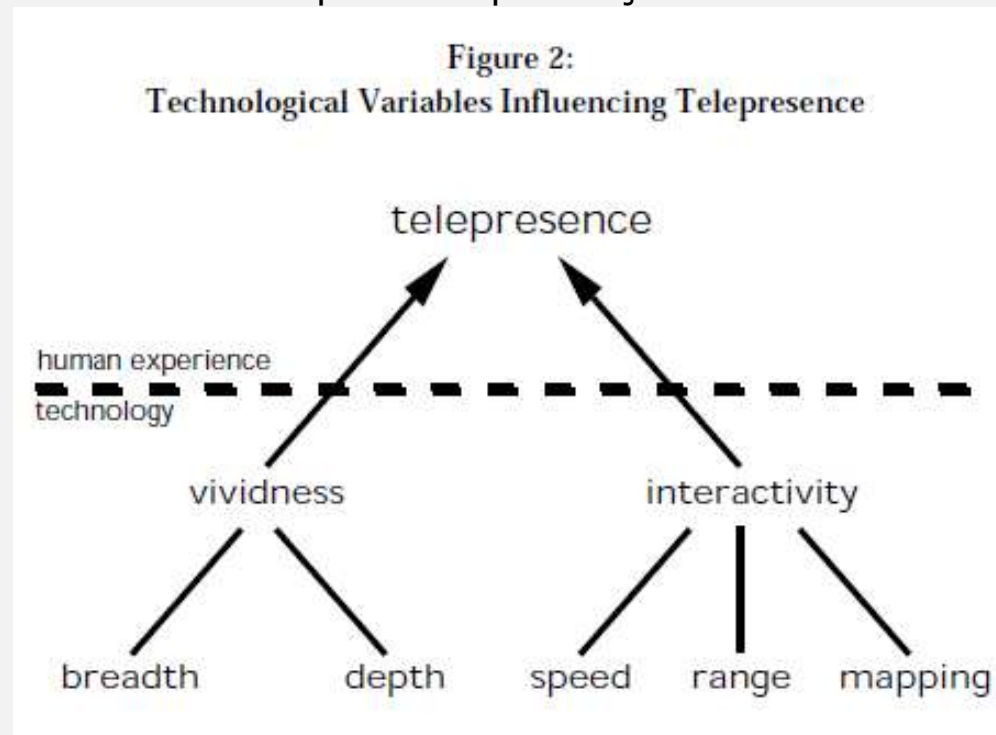 Figure 2:
Technological Variables Influencing Telepresence
telepresence
human experience
technology
vividness
interactivity
breadth
depth
speed
range
mapping